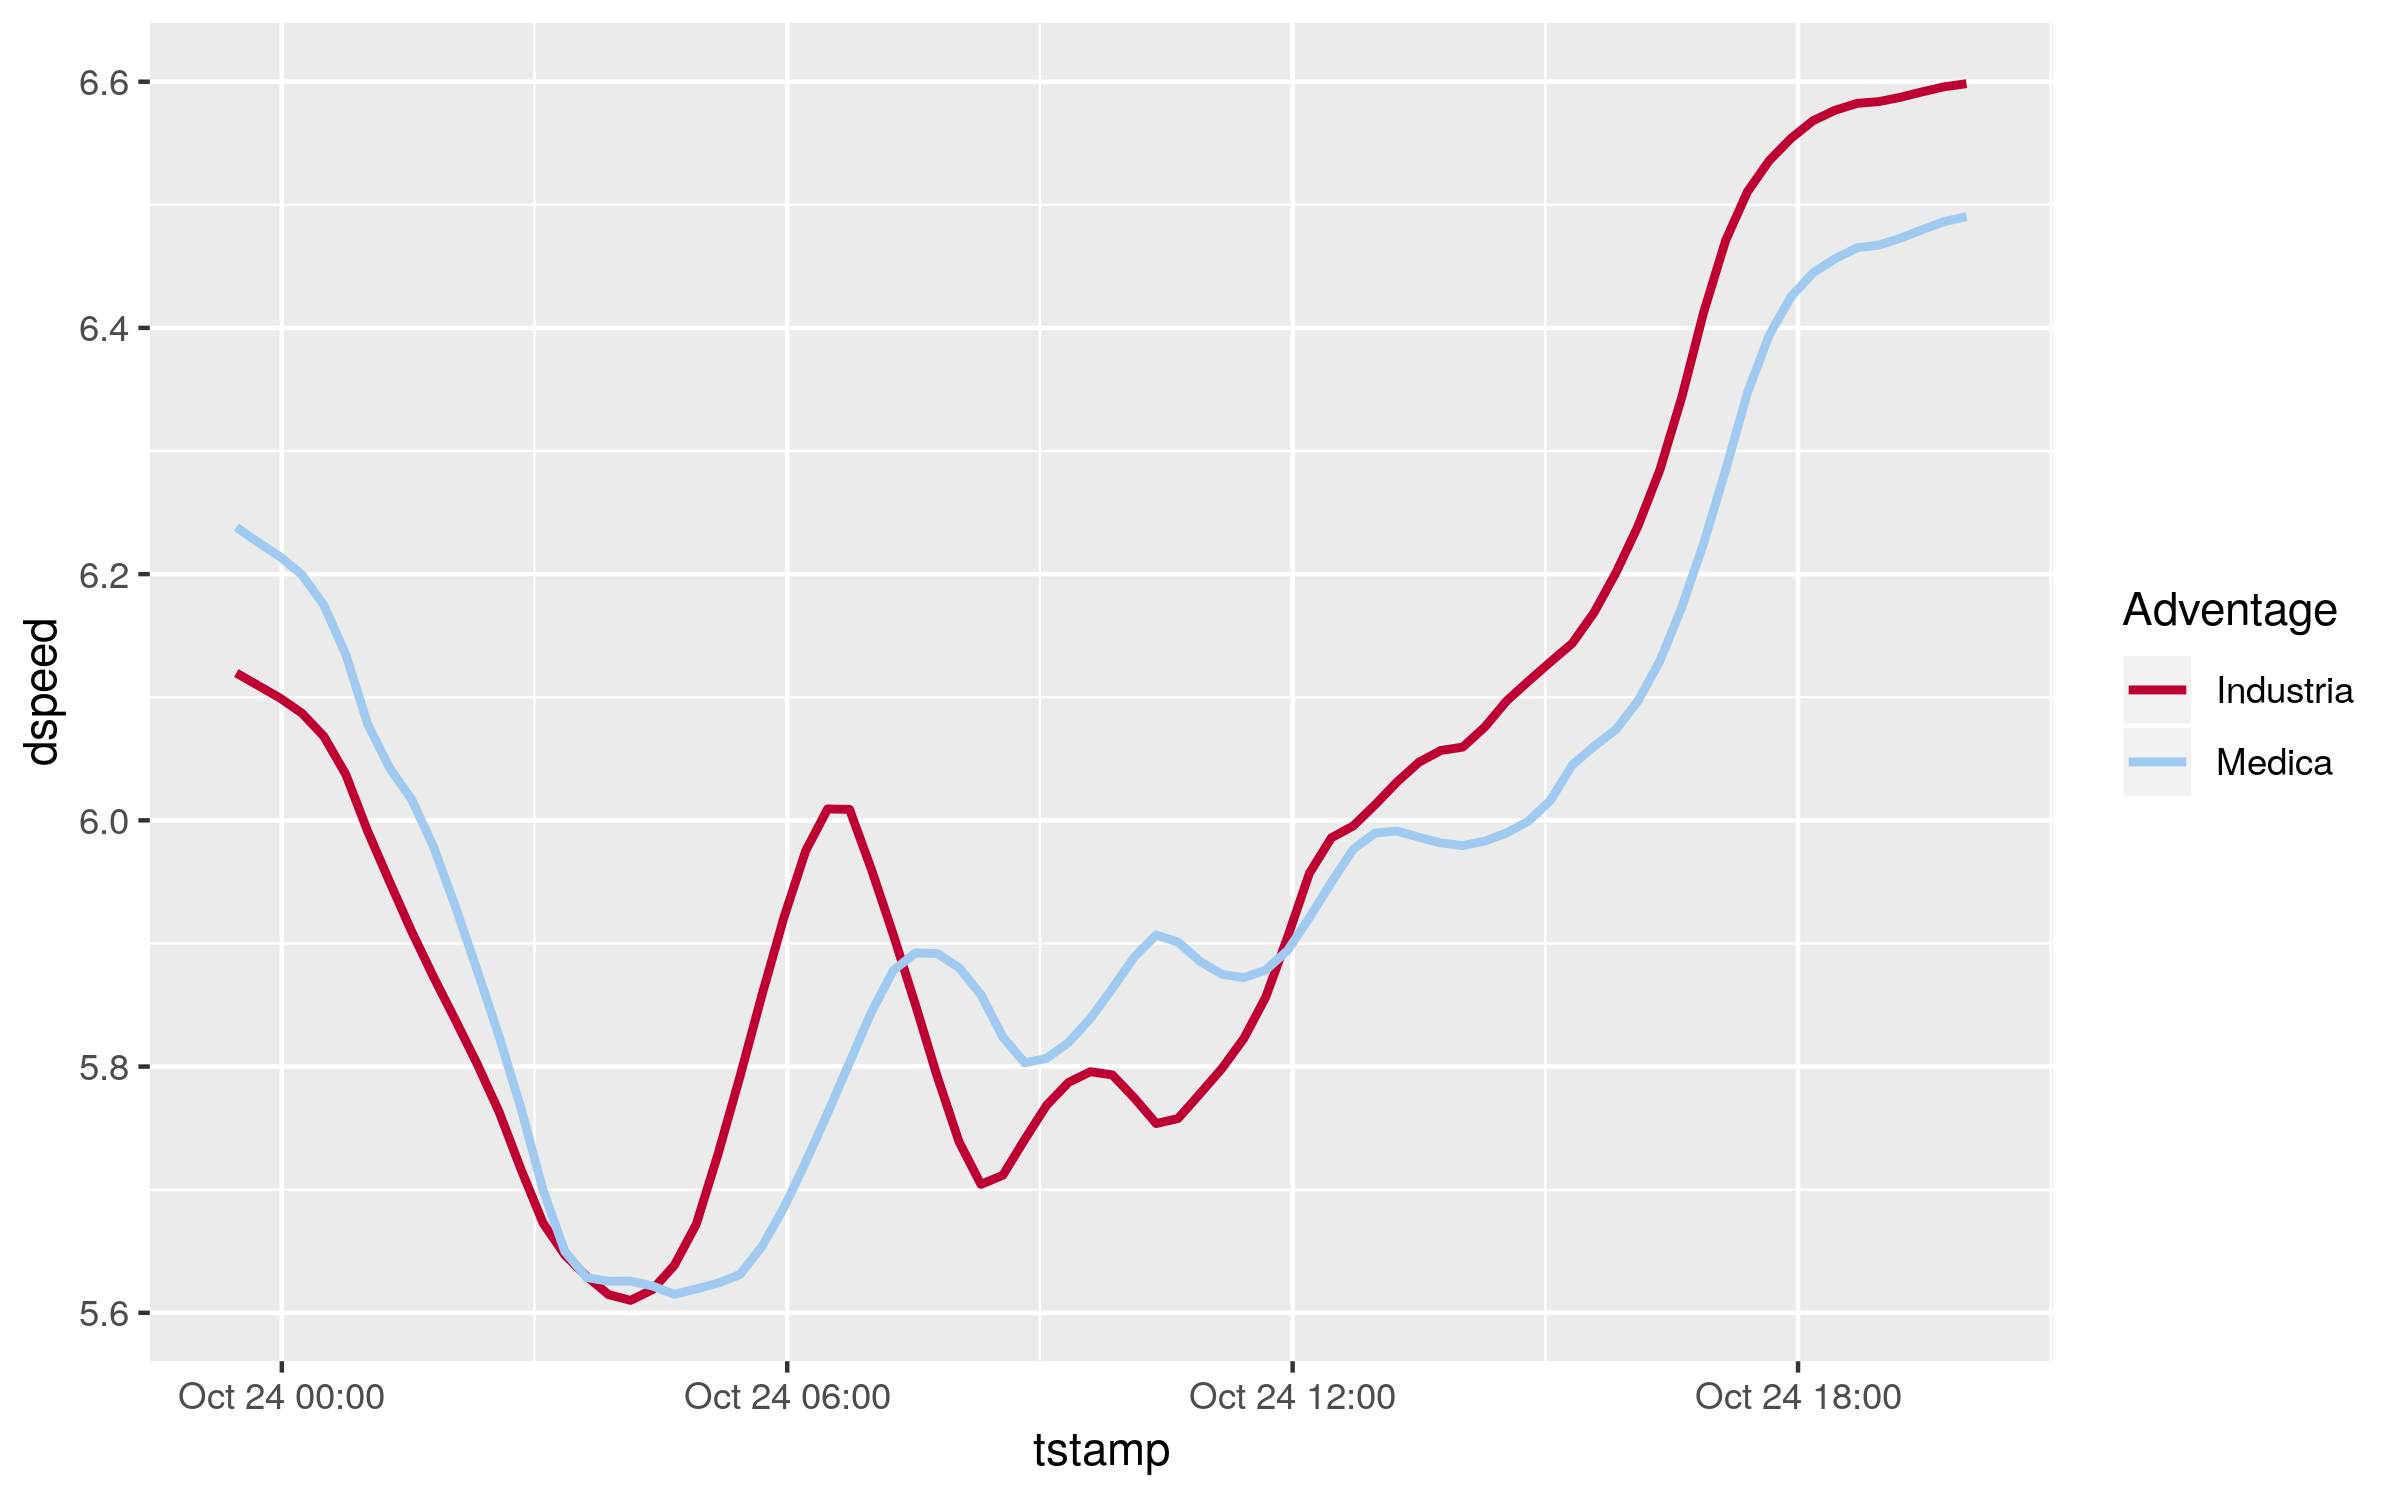 6.6
6.4
6.2
6.0
5.8
5.6
dspeed
Oct 24 00:00 Oct 24 06:00 Oct 24 12:00 Oct 24 18:00
tstamp
Adventage
Industria
Medica